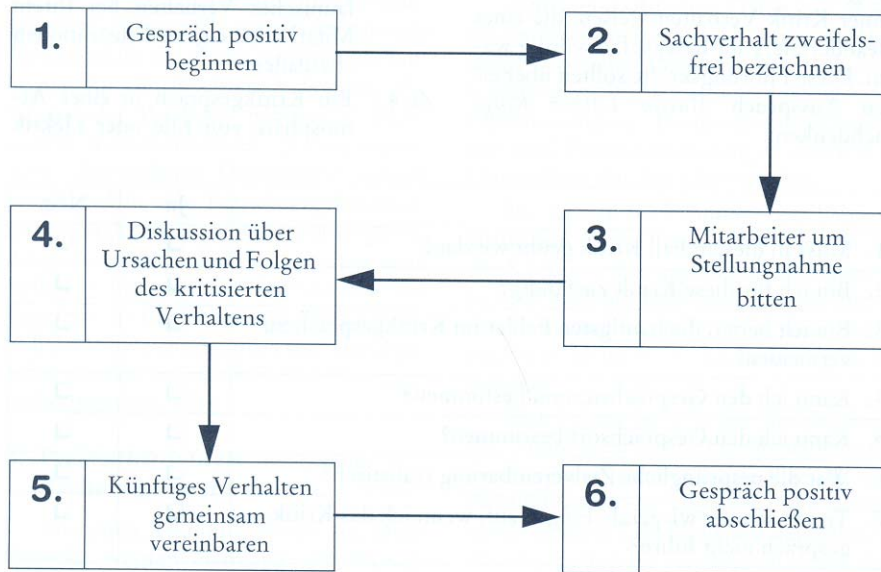 1.
Gespräch positiv
beginnen
2.
Sachverhalt zweifels-
frei bezeichnen
3.
Mitarbeiter um
Stellungnahme
bitten
4.
Diskussion über
Ursachen und Folgen
des kritisierten
Verhaltens
5.
Künftiges Verhalten
gemeinsam
vereinbaren
6.
Gespräch positiv
abschließen